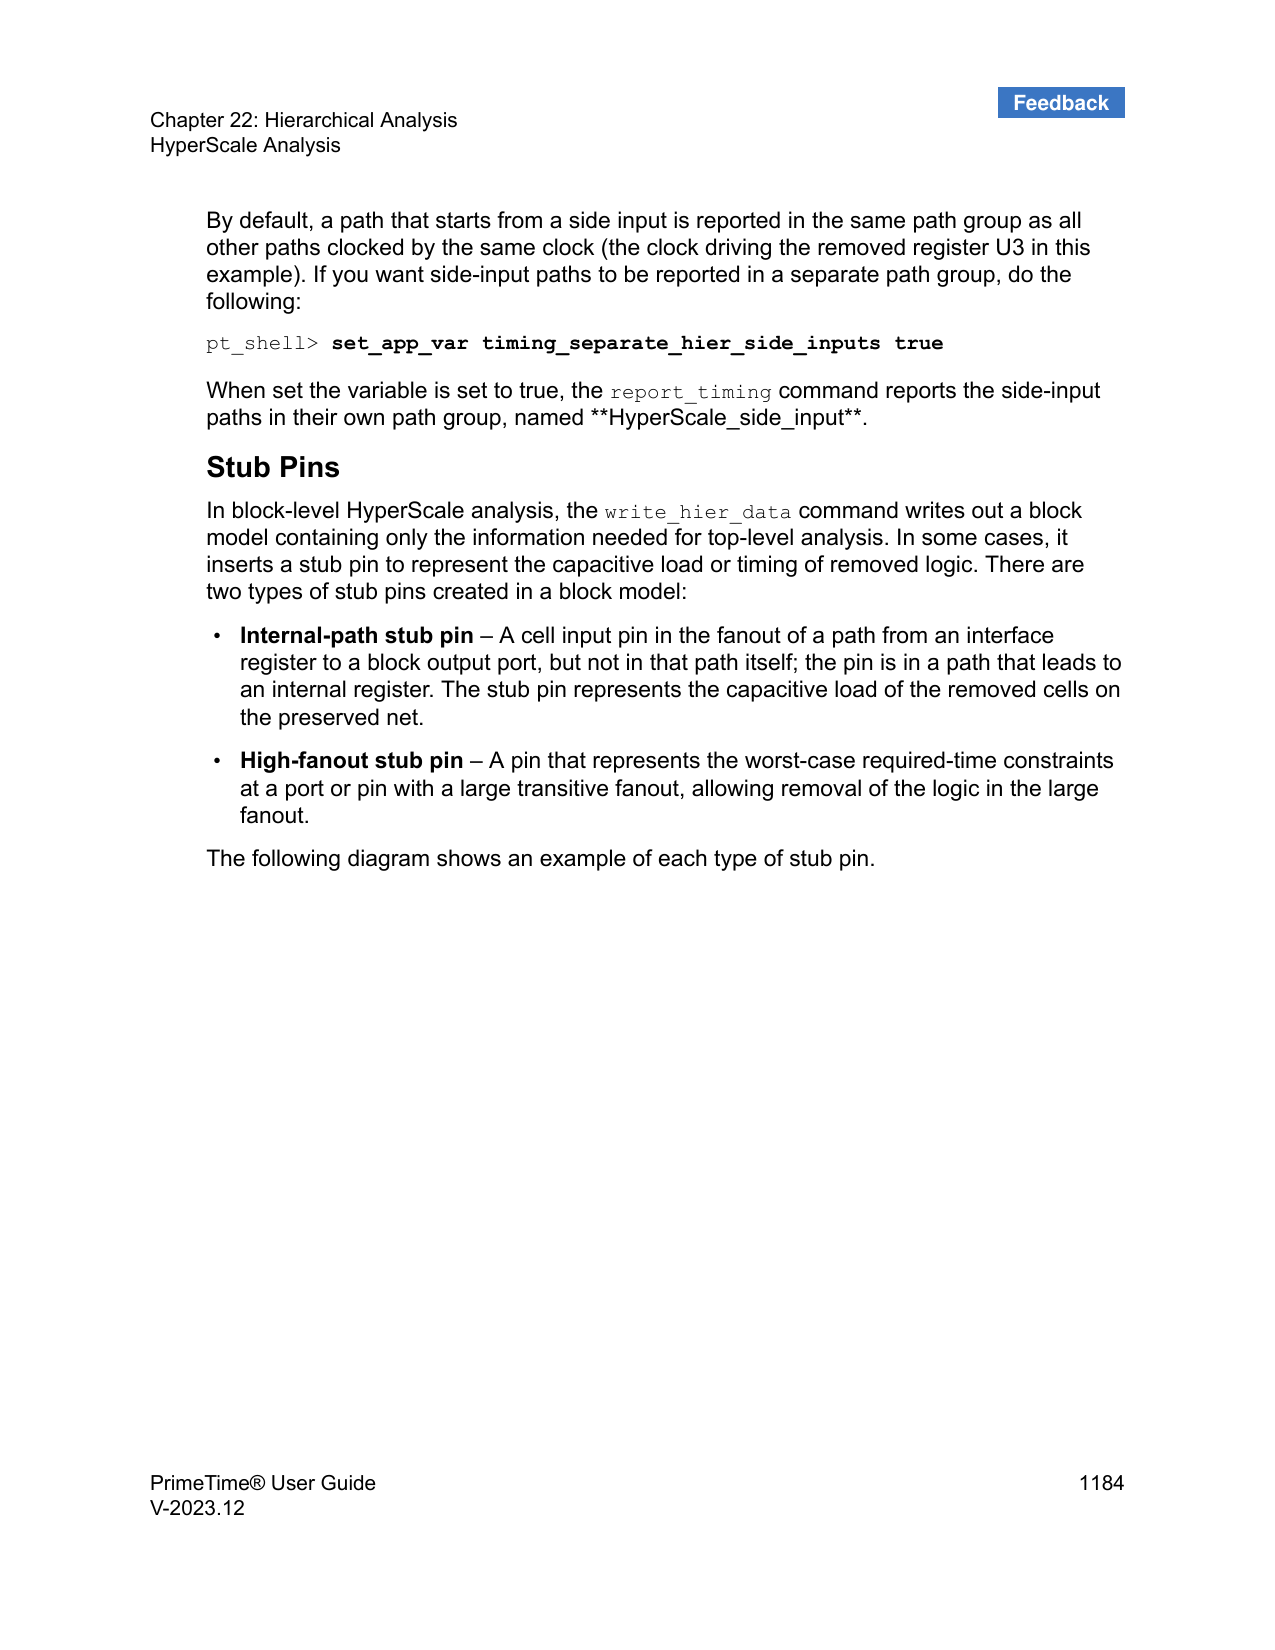 Feedback
Chapter 22: Hierarchical Analysis
HyperScale Analysis
By default, a path that starts from a side input is reported in the same path group as all
other paths clocked by the same clock (the clock driving the removed register U3 in this
example). If you want side-input paths to be reported in a separate path group, do the
following:
pt_shell> set_app_var timing_separate_hier_side_inputs true
When set the variable is set to true, the report_timing command reports the side-input
paths in their own path group, named **HyperScale_side_input**.
Stub Pins
In block-level HyperScale analysis, the write_hier_data command writes out a block
model containing only the information needed for top-level analysis. In some cases, it
inserts a stub pin to represent the capacitive load or timing of removed logic. There are
two types of stub pins created in a block model:
• Internal-path stub pin – A cell input pin in the fanout of a path from an interface
register to a block output port, but not in that path itself; the pin is in a path that leads to
an internal register. The stub pin represents the capacitive load of the removed cells on
the preserved net.
• High-fanout stub pin – A pin that represents the worst-case required-time constraints
at a port or pin with a large transitive fanout, allowing removal of the logic in the large
fanout.
The following diagram shows an example of each type of stub pin.
PrimeTime® User Guide 1184
V-2023.12